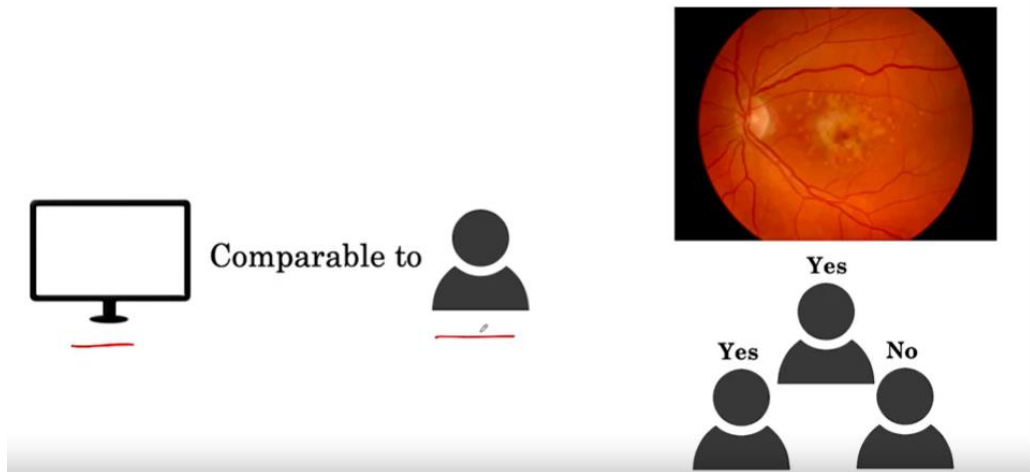 Comparable to
Yes
Yes
No